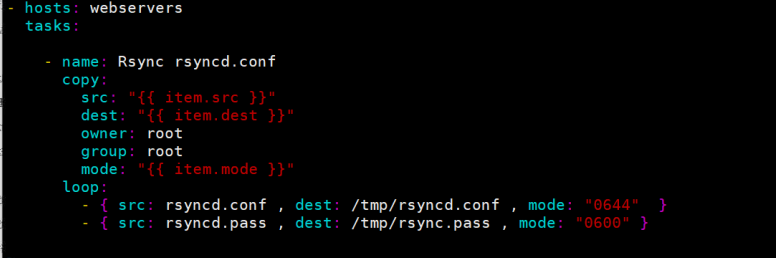 - hosts: webservers
  tasks:

    - name: Rsync rsyncd.conf
      copy:
        src: "{{ item.src }}"
        dest: "{{ item.dest }}"
        owner: root
        group: root
        mode: "{{ item.mode }}"
      loop:
        - { src: rsyncd.conf , dest: /tmp/rsyncd.conf , mode: "0644"  }
        - { src: rsyncd.pass , dest: /tmp/rsync.pass , mode: "0600" }